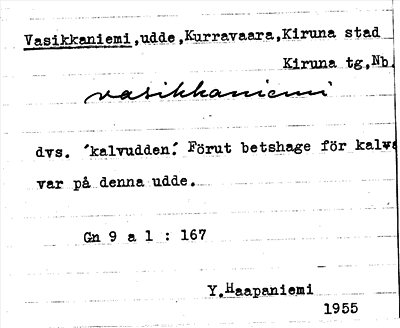 Vasikkaniemi,udde,Kurravaara,Kiruna stad
Kiruna tg,Nb.
vasikkaniemi
dvs. "kalvudden". Förut betshage för kalva
var på denna udde.
Gn 9 a 1 : 167
Y.Haapaniemi
1955